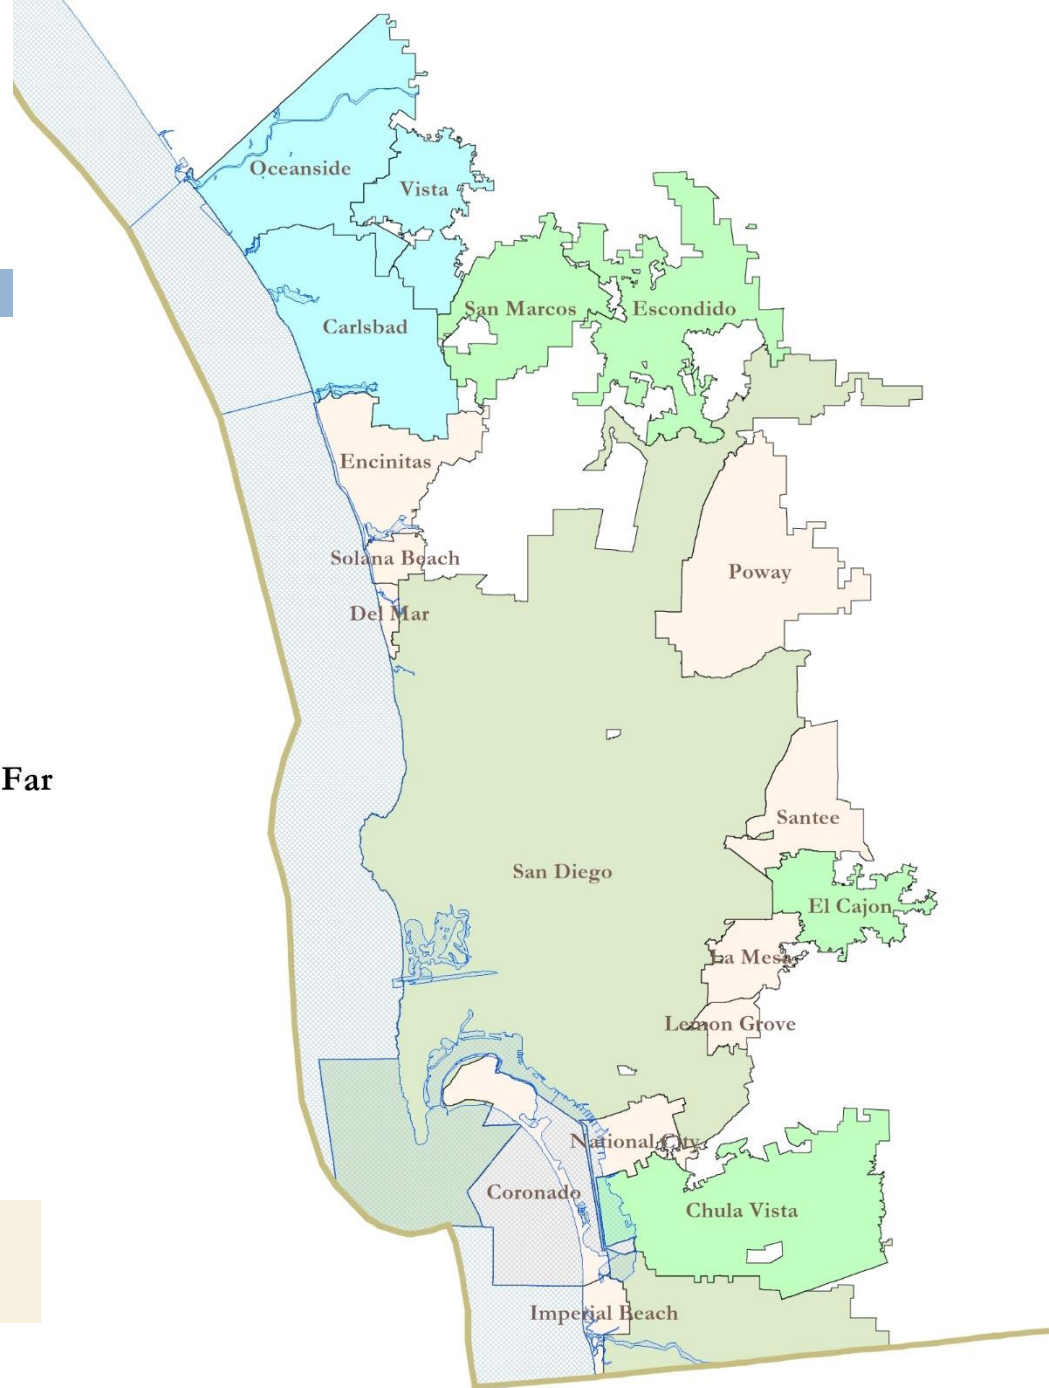 Oceanside
Vista
San Marcos
Escondido
Carlsbad
Encinitas
Solana Beach
Poway
Del Mar
Far
Santee
San Diego
El Cajon
La Mesa
Lemon Grove
National City
Coronado
Chula Vista
Imperial Beach